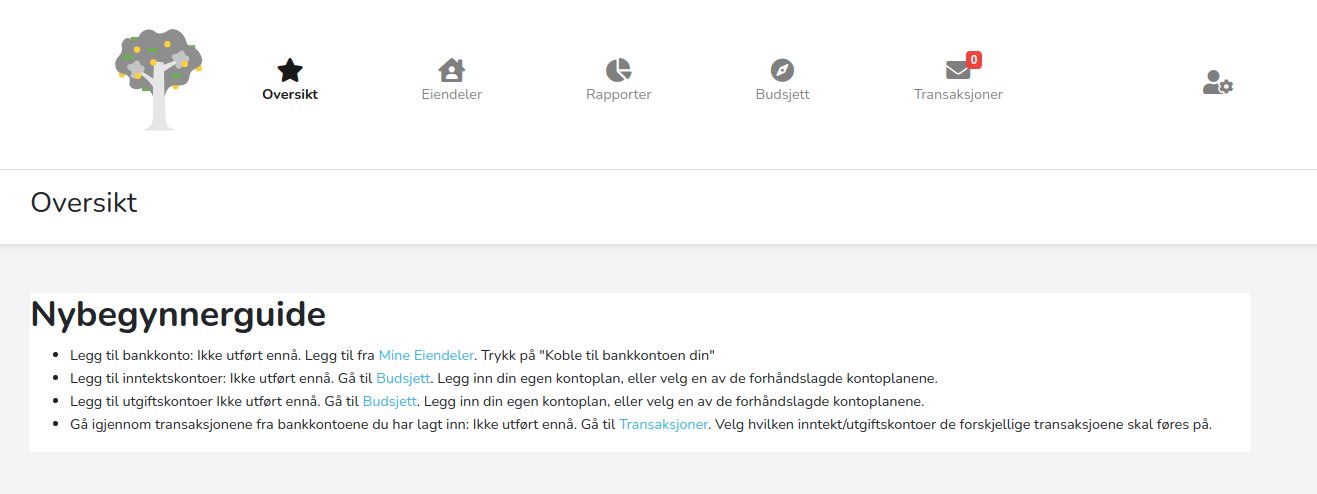 0
Oversikt
Eiendeler
Rapporter
Budsjett
Transaksjoner
Oversikt
Nybegynnerguide
Legg til bankkonto: Ikke utført ennå. Legg til fra Mine Eiendeler. Trykk på "Koble til bankkontoen din"
Legg til inntektskontoer: Ikke utført ennå. Gå til Budsjett. Legg inn din egen kontoplan, eller velg en av de forhåndslagde kontoplanene.
Legg til utgiftskontoer Ikke utført ennå. Gå til Budsjett. Legg inn din egen kontoplan, eller velg en av de forhåndslagde kontoplanene.
Gå igjennom transaksjonene fra bankkontoene du har lagt inn: Ikke utført ennå. Gå til Transaksjoner. Velg hvilken inntekt/utgiftskontoer de forskjellige transaksjoene skal føres på.